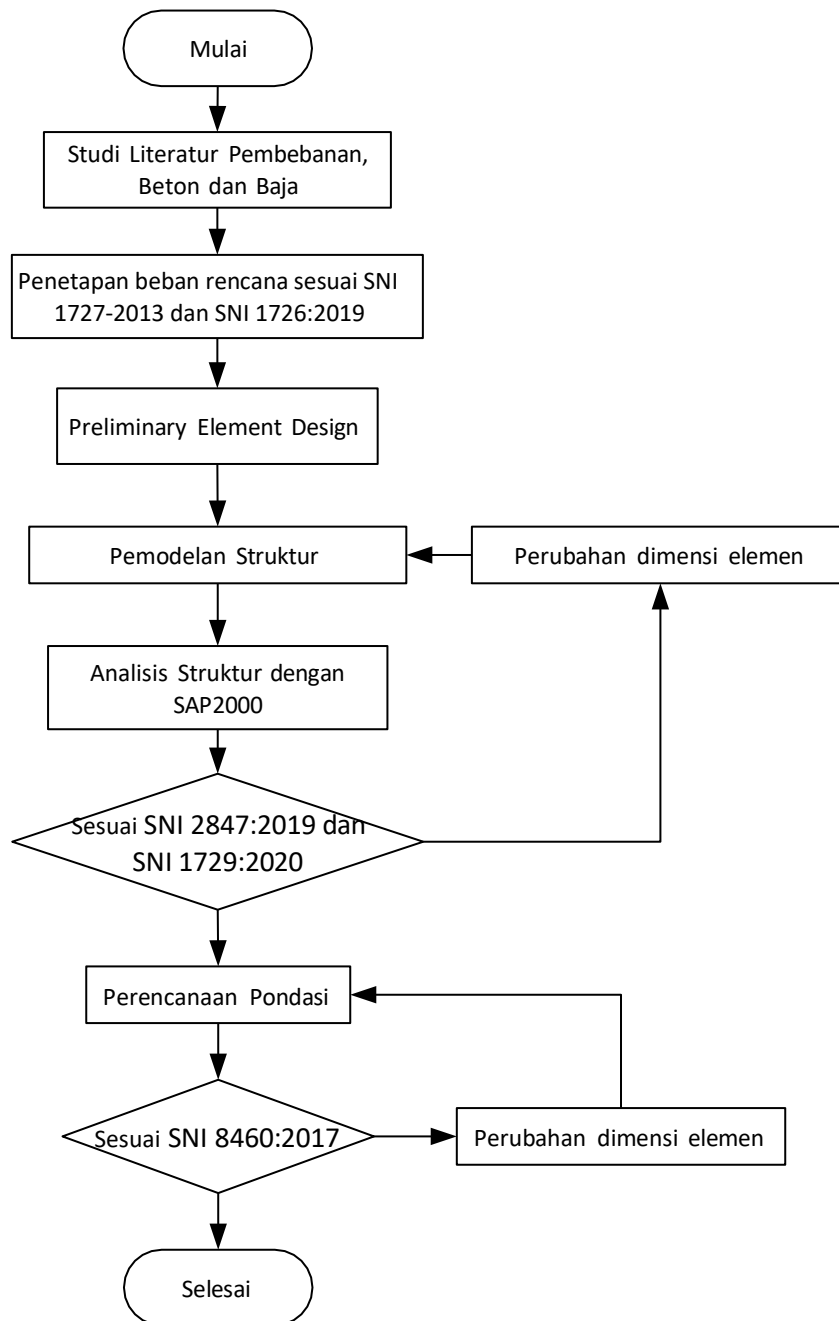 Mulai
Studi Literatur Pembebanan,
Beton dan Baja
Penetapan beban rencana sesuai SNI
1727-2013 dan SNI 1726:2019
Preliminary Element Design
Pemodelan Struktur
Perubahan dimensi elemen
Analisis Struktur dengan
SAP2000
Sesuai SNI 2847:2019 dan
SNI 1729:2020
Perencanaan Pondasi
Sesuai SNI 8460:2017
Perubahan dimensi elemen
Selesai